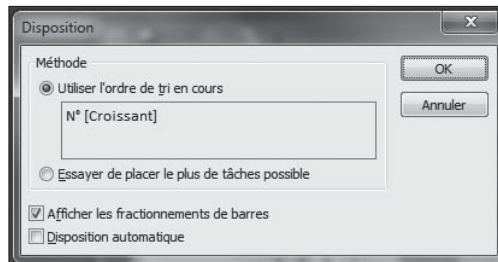 Disposition
x
Méthode
Utiliser l'ordre de tri en cours
N° [Croissant]
Essayer de placer le plus de tâches possible
Afficher les fractionnements de barres
Disposition automatique
OK
Annuler